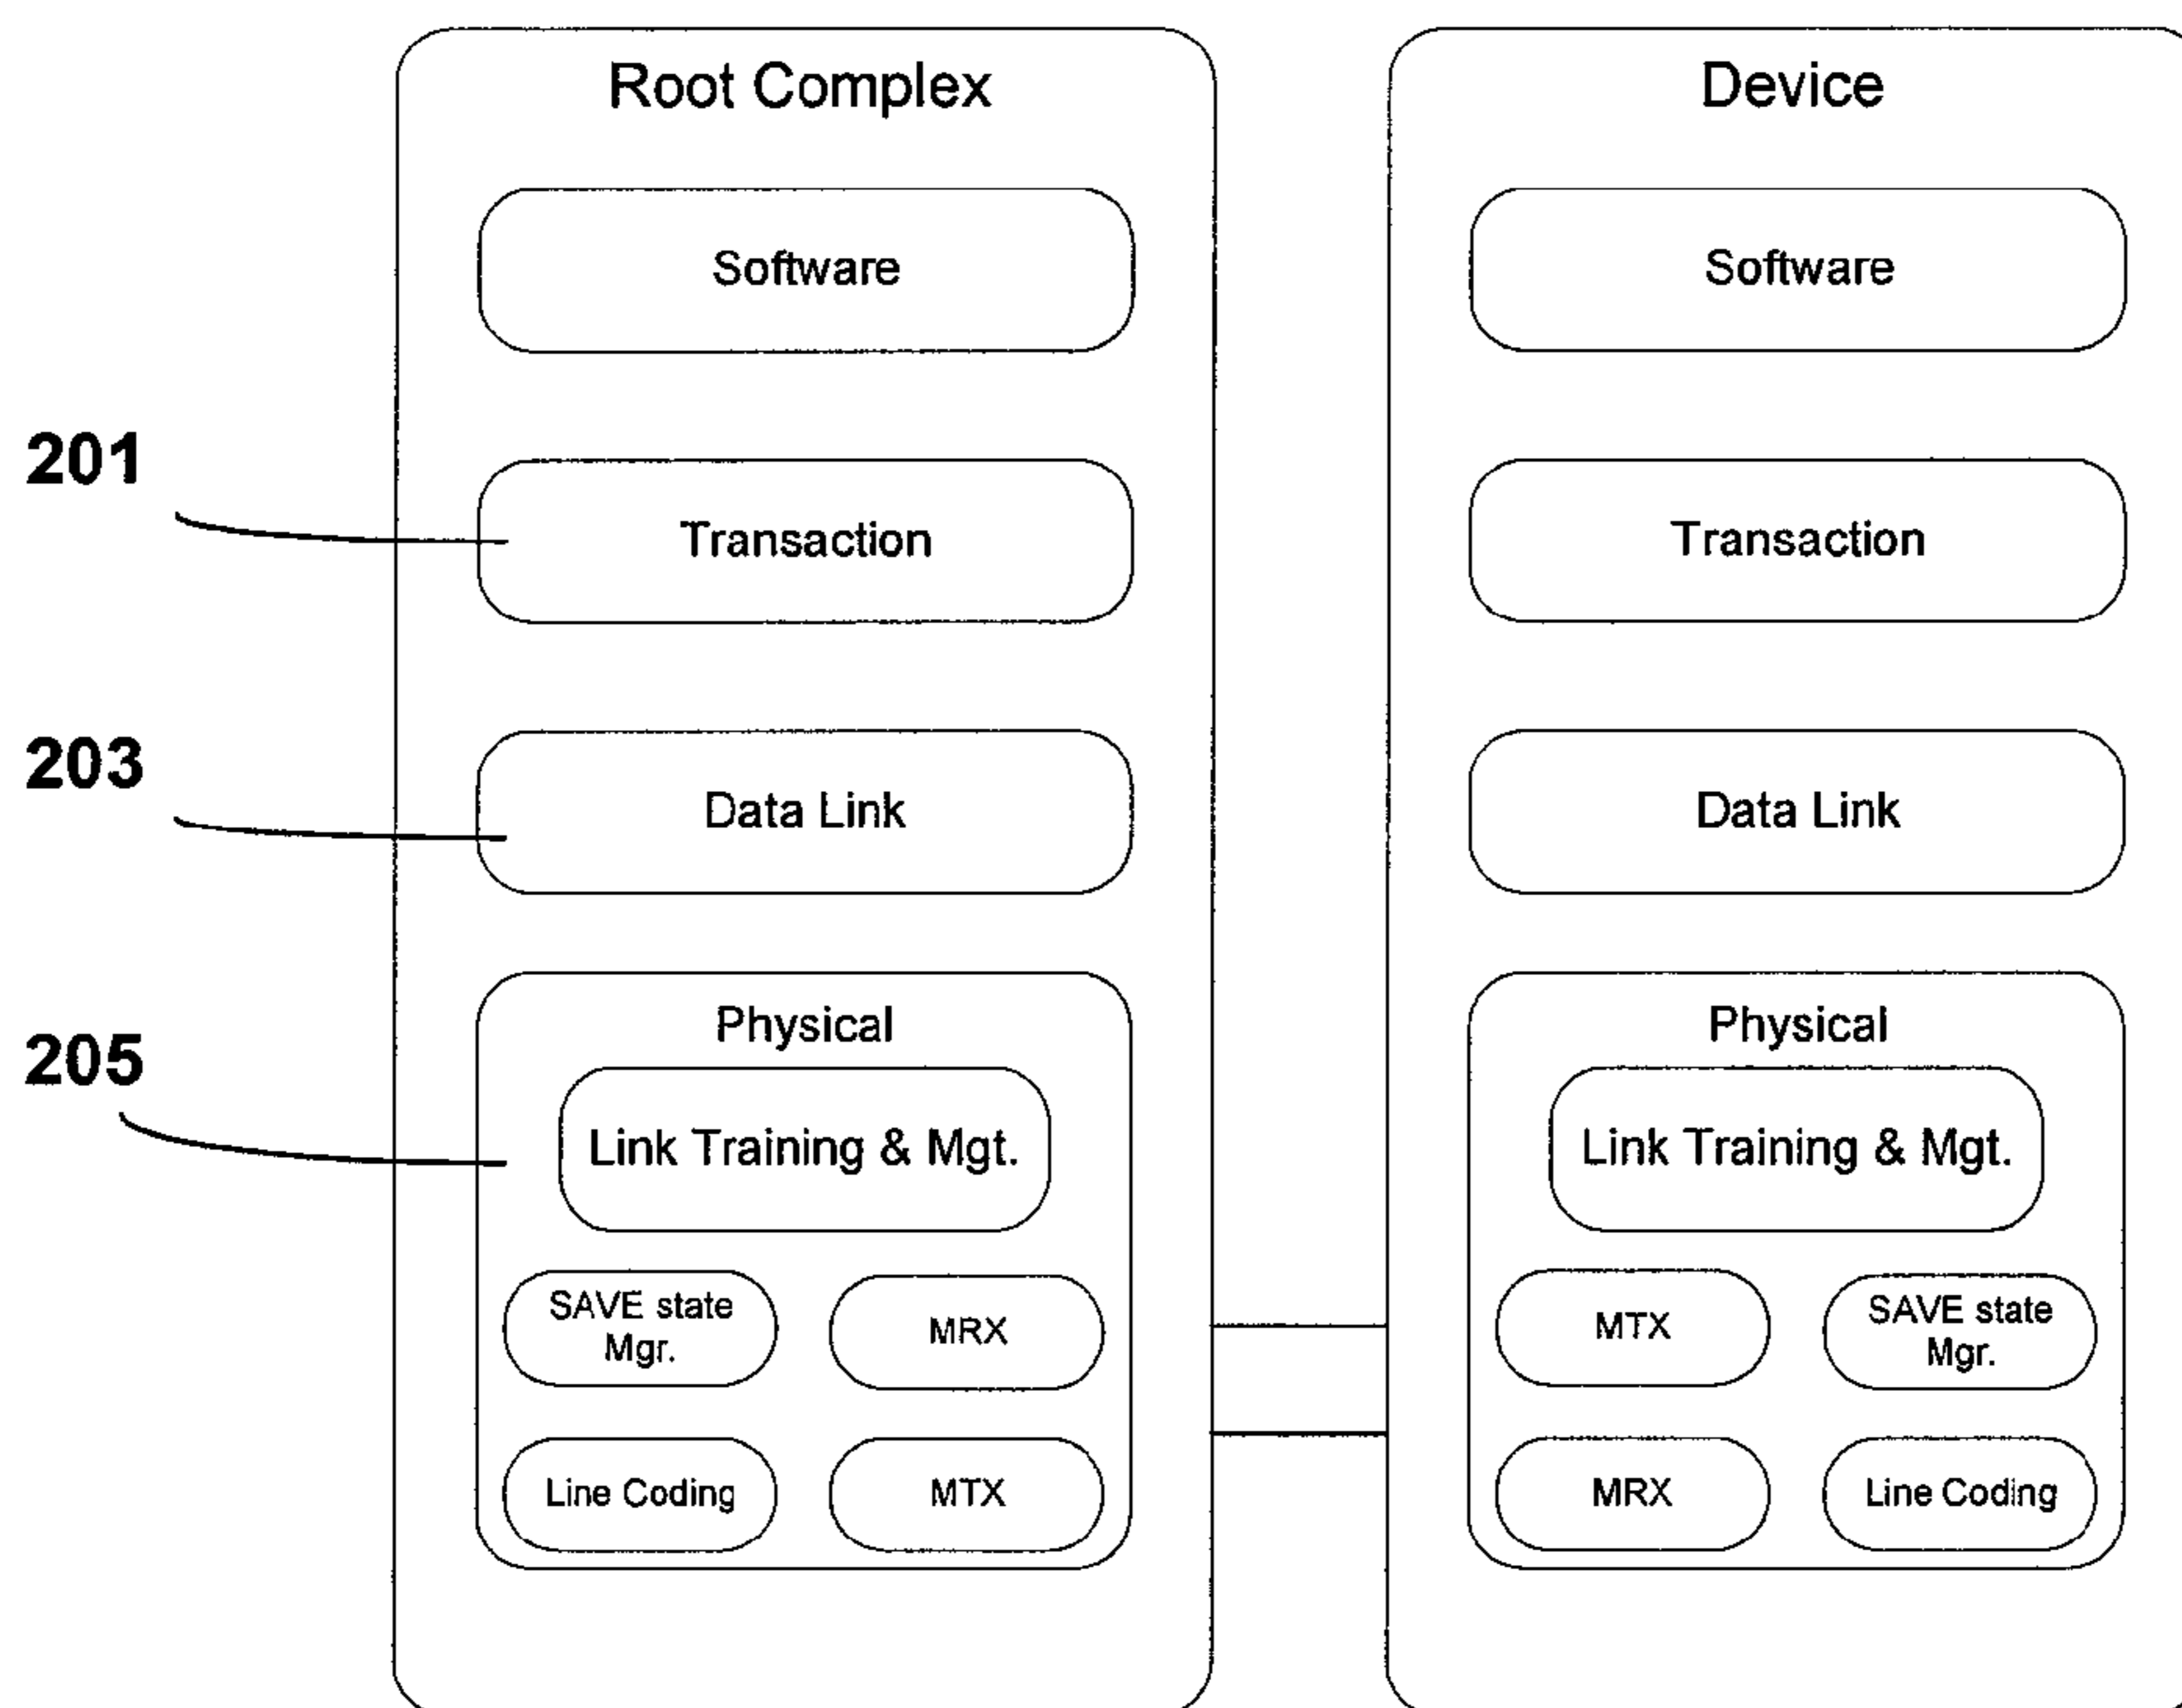 Root Complex
Device
Software
Software
201
Transaction
Transaction
203
Data Link
Data Link
205
Physical
Physical
Link Training & Mgt.
Link Training & Mgt.
SAVE state
Mgr.
MRX
MTX
SAVE state
Mgr.
Line Coding
MTX
MRX
Line Coding